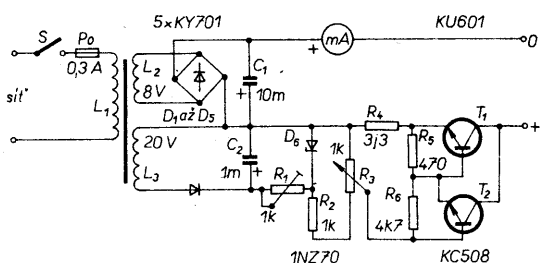 5×KY701
KU601
S
Po
0,3 A
síť
L1
L2
8V
D1 až D5
C1
10m
+
mA
+
0
20 V
L3
C2
1m
+
R1
1k
D6
R2
1k
1k
R3
R4
3j3
R5
470
R6
4k7
T1
+
T2
1NZ70
KC508